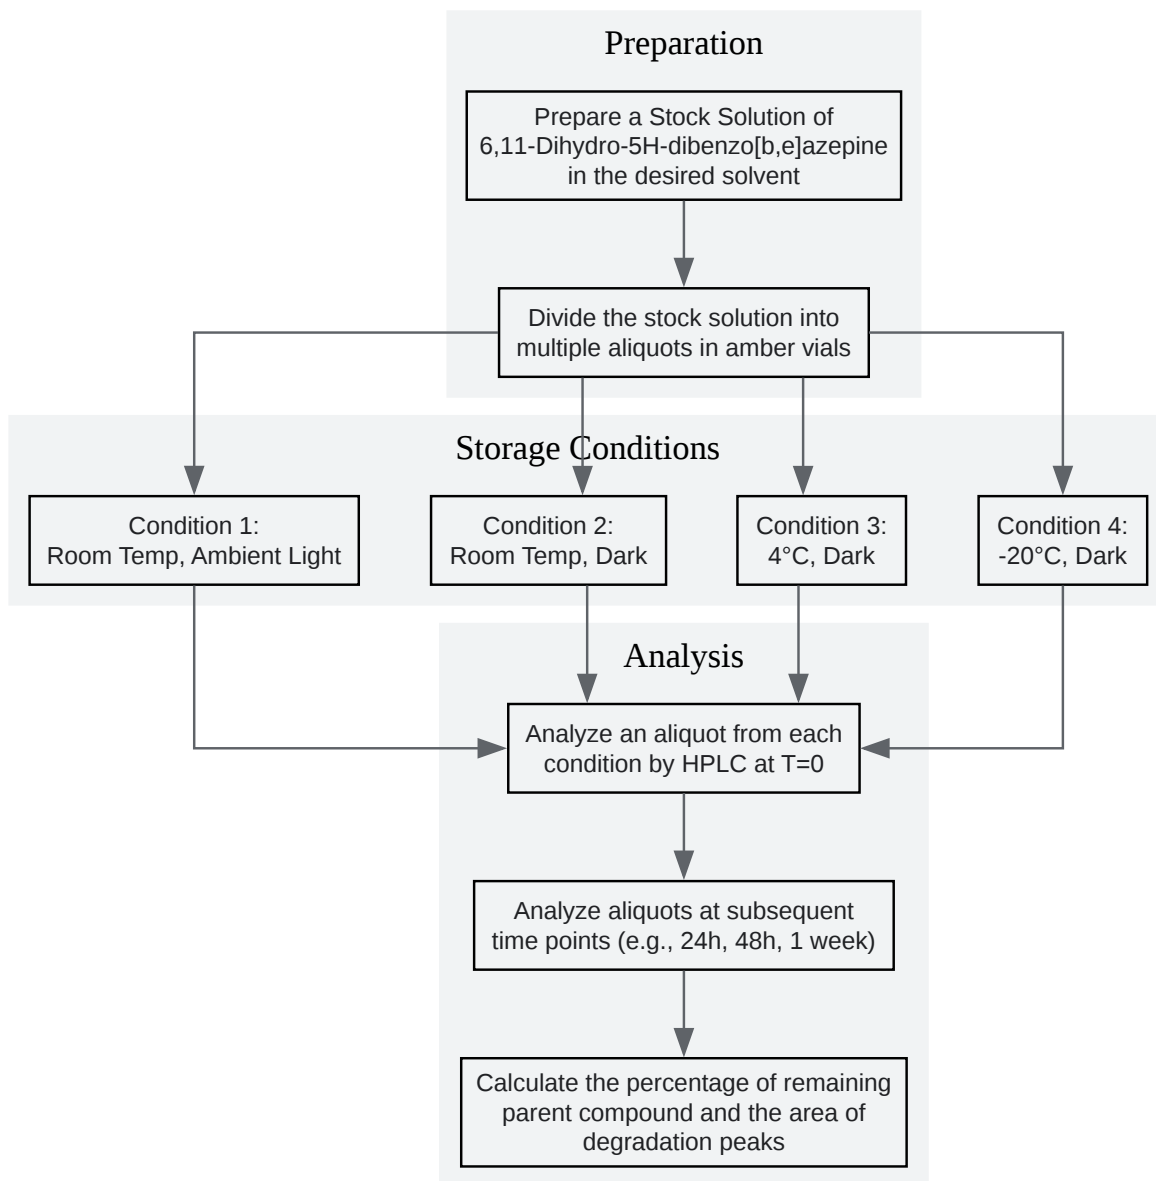 Preparation
Prepare a Stock Solution of
6,11-Dihydro-5H-dibenzo[b,e]azepine
in the desired solvent
Divide the stock solution into
multiple aliquots in amber vials
Storage Conditions
Condition 1:
Room Temp, Ambient Light
Condition 2:
Room Temp, Dark
Condition 3:
4°C, Dark
Condition 4:
-20°C, Dark
Analysis
Analyze an aliquot from each
condition by HPLC at T=0
Analyze aliquots at subsequent
time points (e.g., 24h, 48h, 1 week)
Calculate the percentage of remaining
parent compound and the area of
degradation peaks